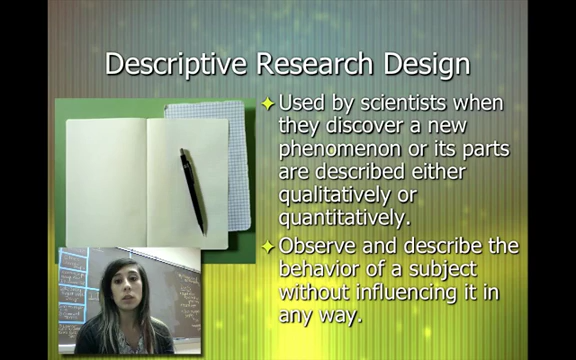 Descriptive Research Design
Used by scientists when
they discover a new
phenomenon or its parts
are described either
qualitatively or
quantitatively.
Observe and describe the
behavior of a subject
without influencing it in
any way.